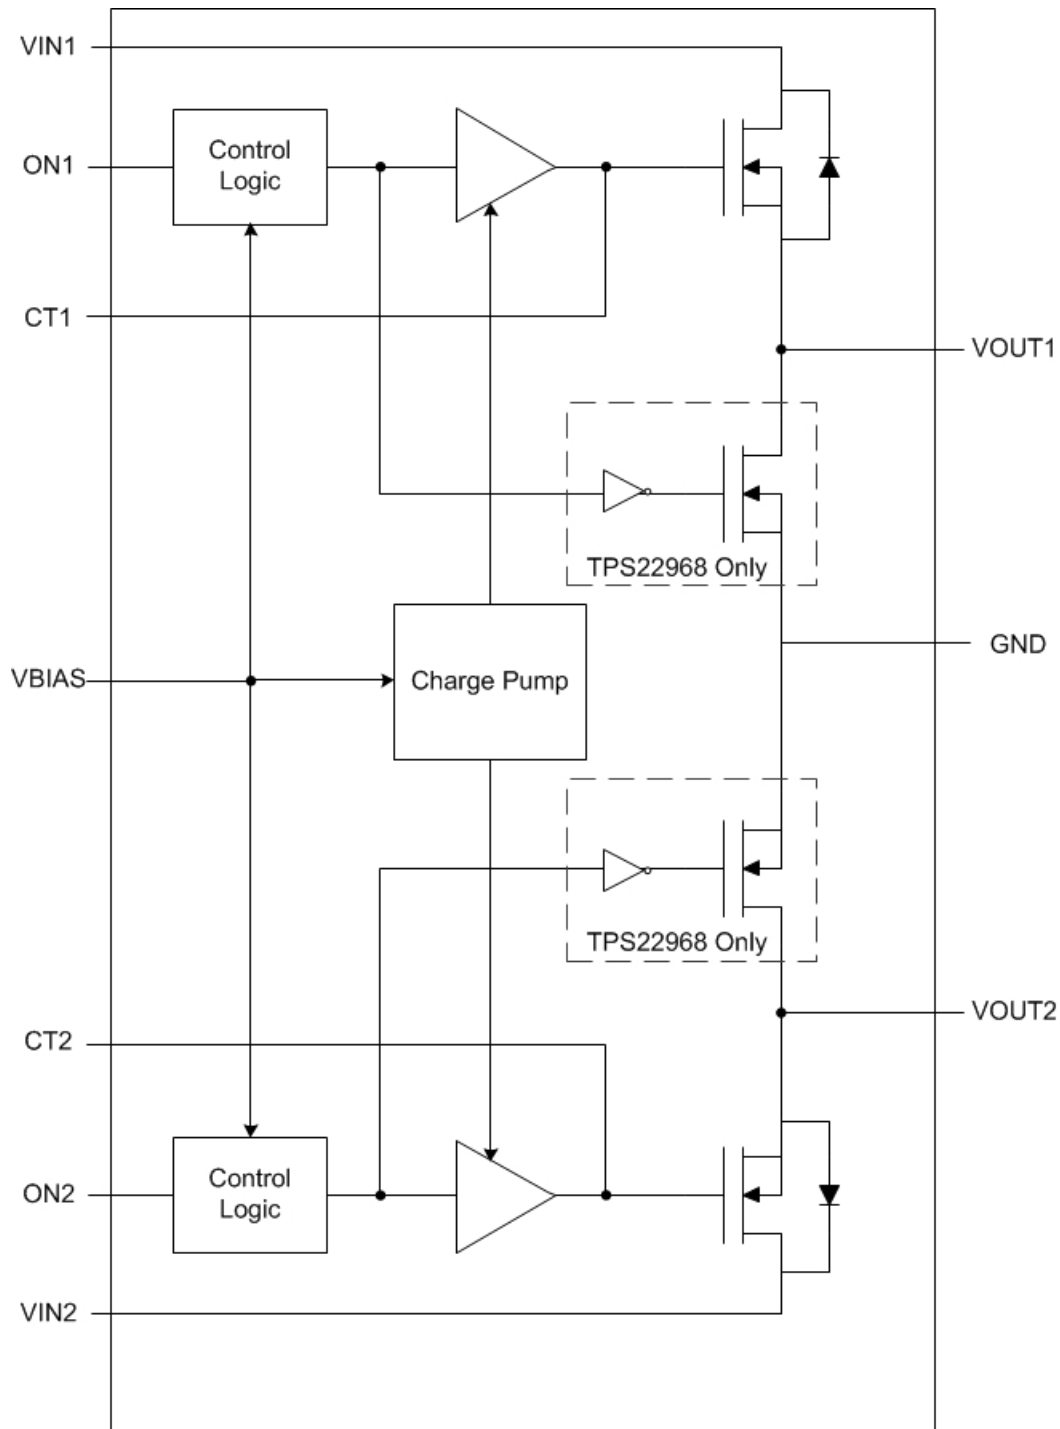 VIN1
Control
Logic
ON1
CT1
VOUT1
TPS22968 Only
GND
VBIAS
Charge Pump
TPS22968 Only
VOUT2
CT2
Control
Logic
ON2
VIN2